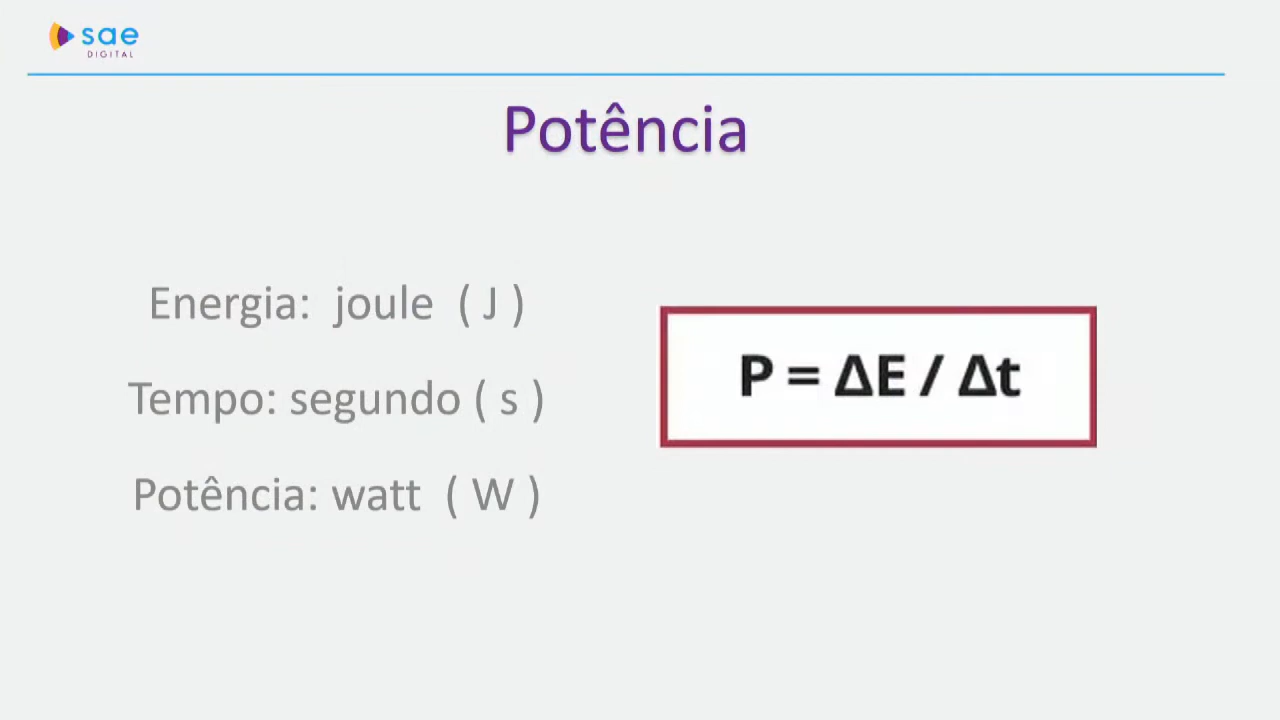 sae
DIGITAL
Potência
Energia: joule ( J )
Tempo: segundo ( s )
Potência: watt ( W )
P = ΔE / Δt